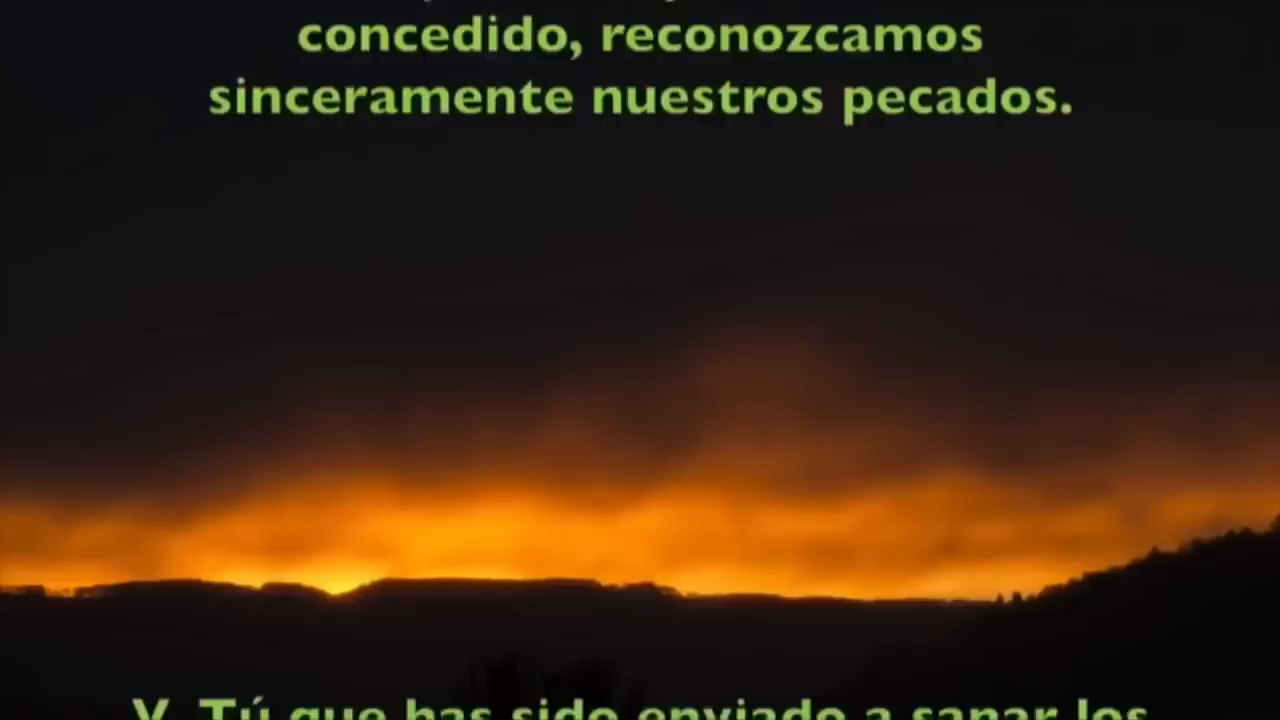 concedido, reconozcamos
sinceramente nuestros pecados.
V. Tú que has sido enviado a sanar los